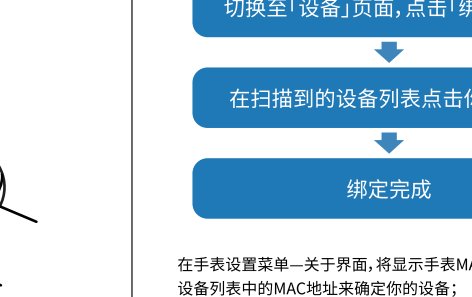 切换至「设备」页面，点击「绑
在扫描到的设备列表点击你
绑定完成
在手表设置菜单—关于界面，将显示手表MA
设备列表中的MAC地址来确定你的设备；